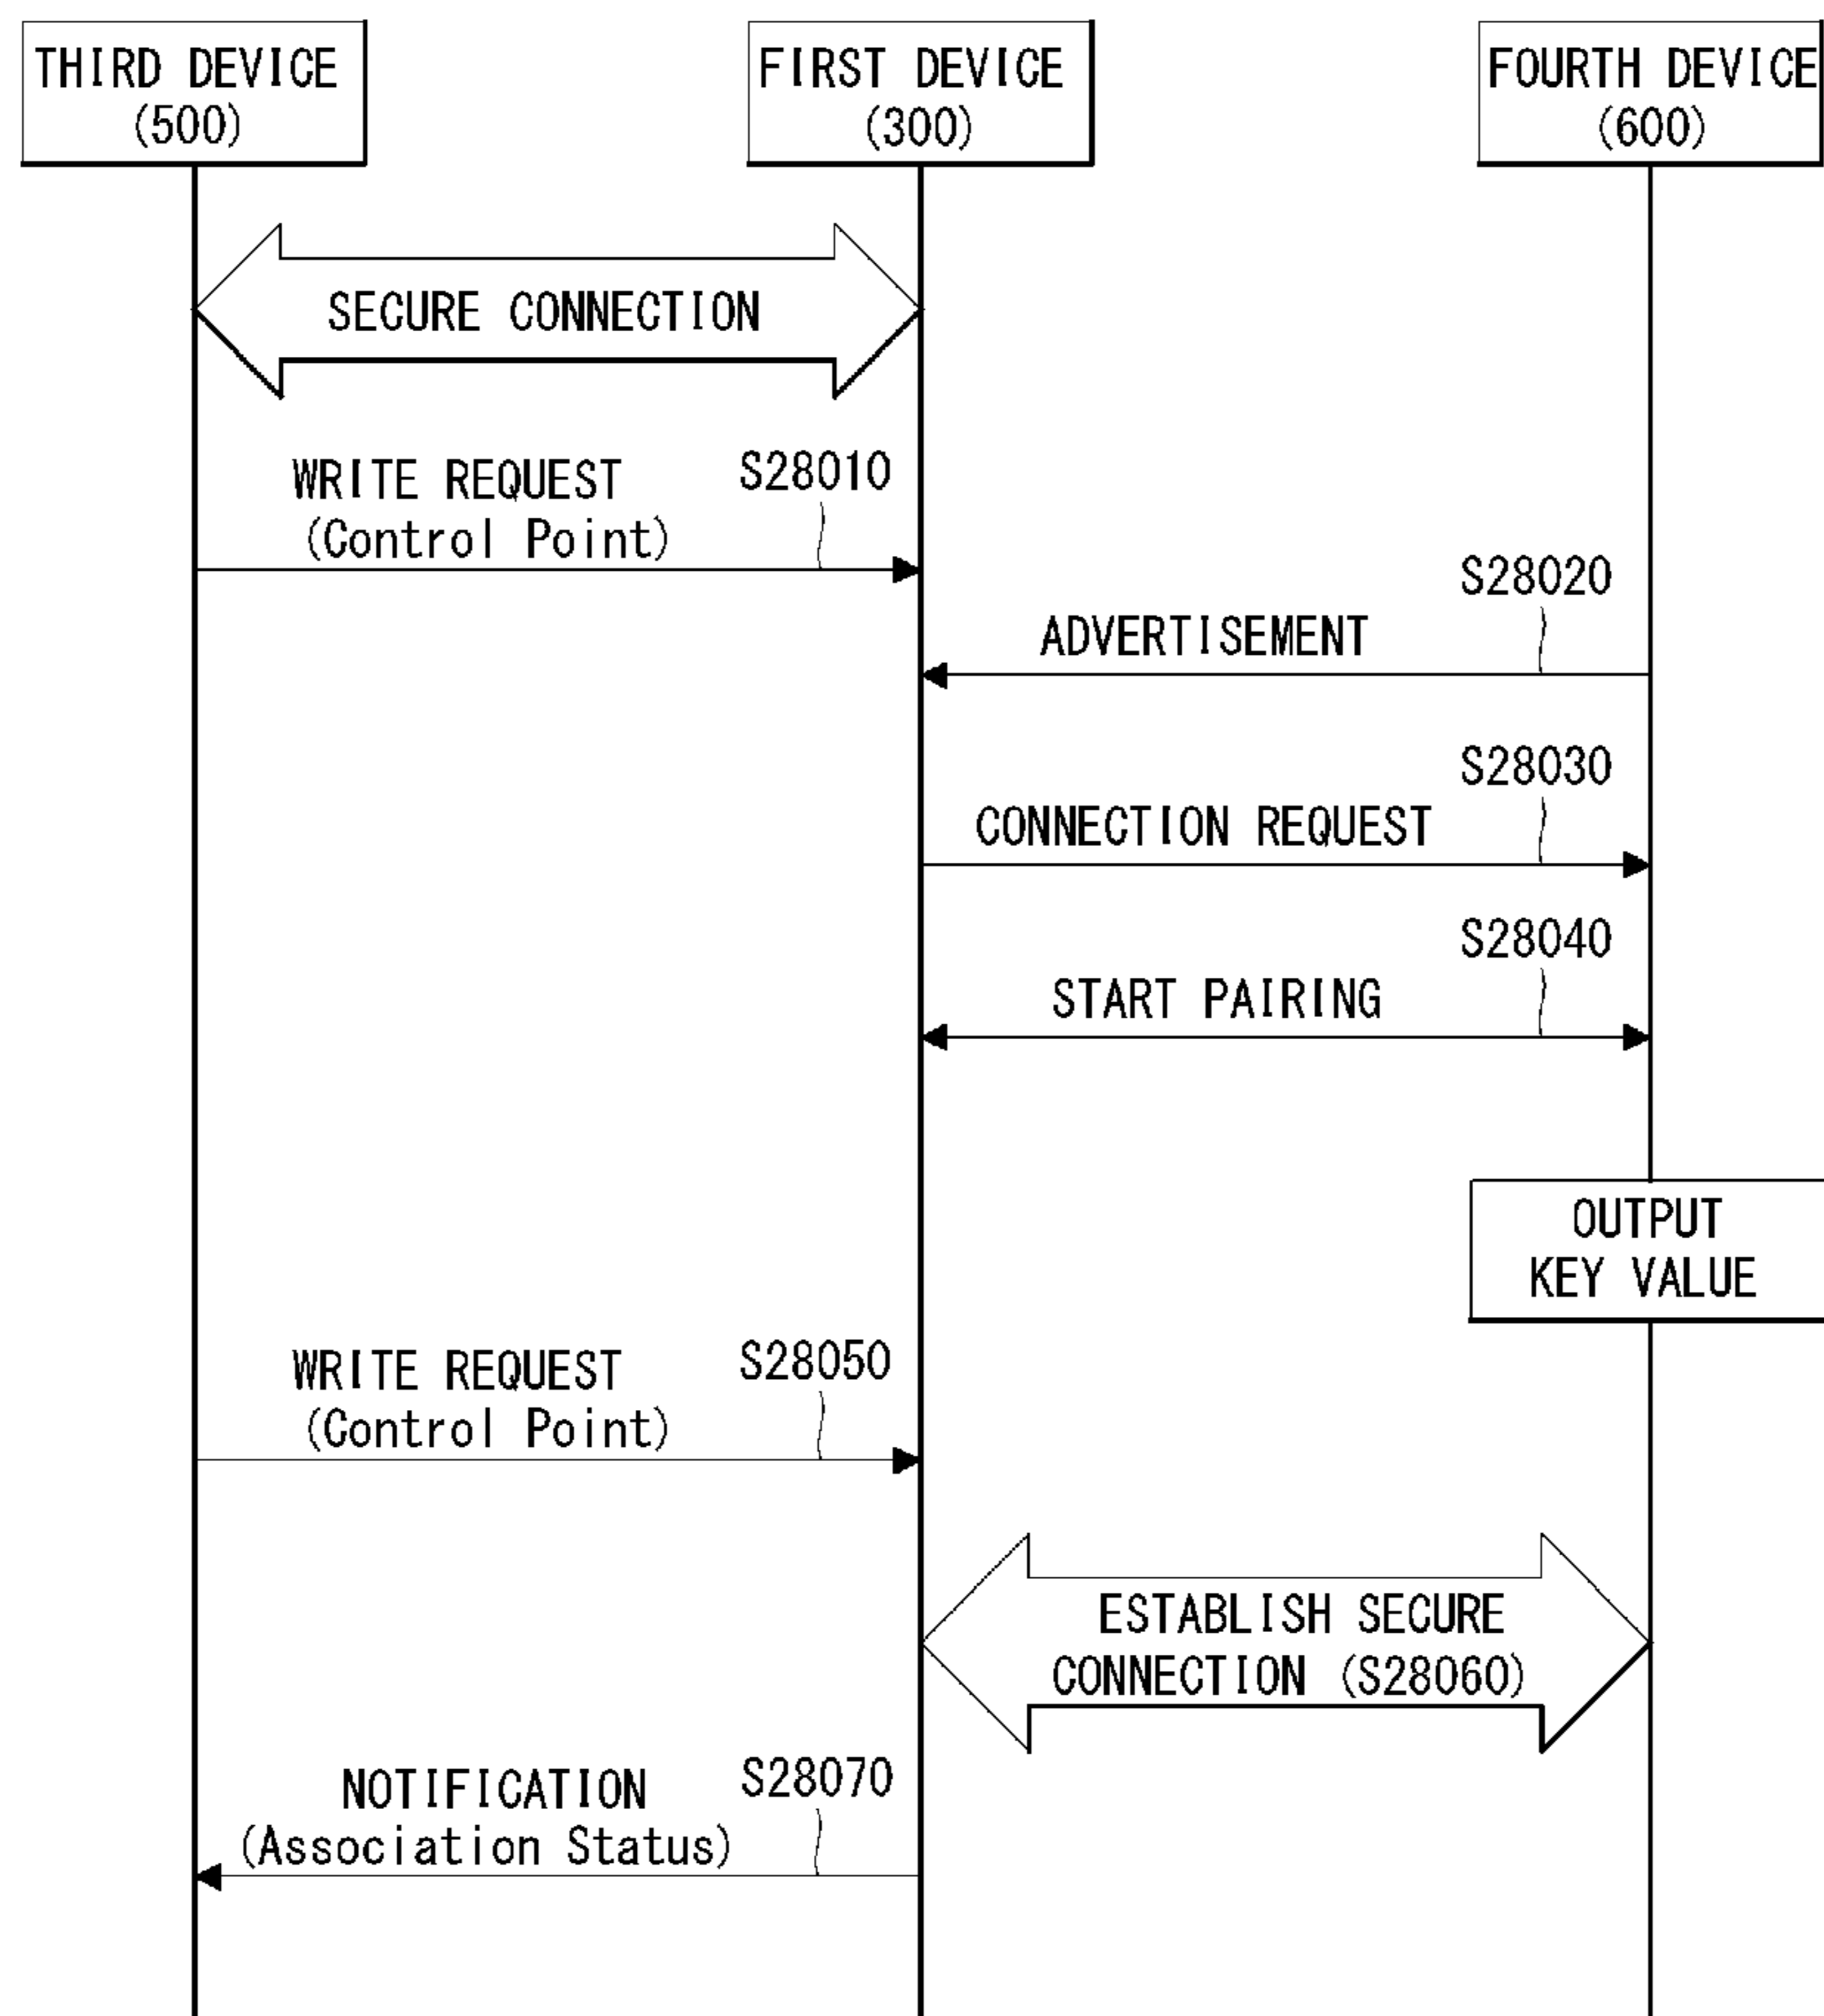 THIRD DEVICE
(500)
FIRST DEVICE
(300)
FOURTH DEVICE
(600)
SECURE CONNECTION
WRITE REQUEST
(Control Point)
S28010
S28020
ADVERTISEMENT
S28030
CONNECTION REQUEST
S28040
START PAIRING
OUTPUT
KEY VALUE
WRITE REQUEST
(Control Point)
S28050
ESTABLISH SECURE
CONNECTION (S28060)
NOTIFICATION
(Association Status)
S28070